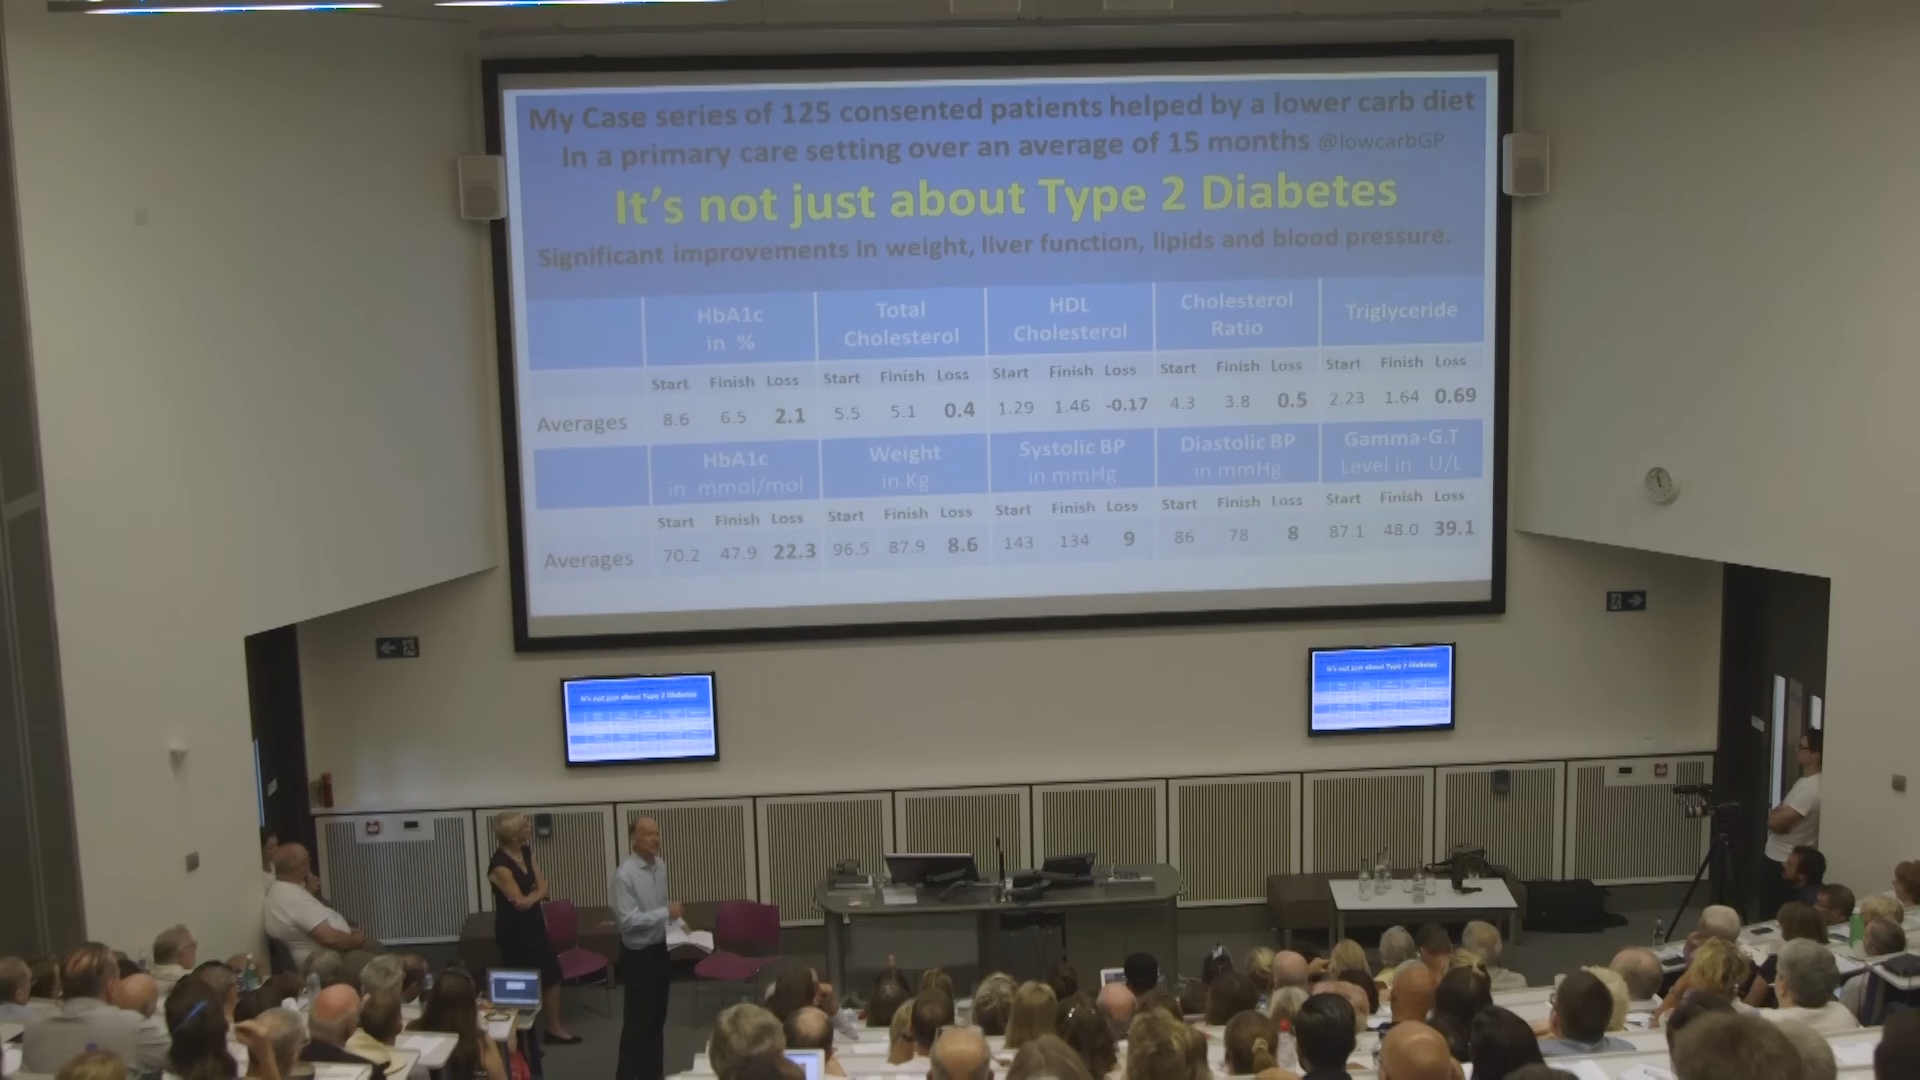 My Case series of 125 consented patients helped by a lower carb diet
In a primary care setting over an average of 15 months @lowcarbGP
It's not just about Type 2 Diabetes
Significant improvements in weight, liver function, lipids and blood pressure.
HbA1c in % Total Cholesterol HDL Cholesterol Cholesterol Ratio Triglyceride
Start Finish Loss Start Finish Loss Start Finish Loss Start Finish Loss Start Finish Loss
Averages 8.6 6.5 2.1 5.5 5.1 0.4 1.29 1.46 -0.17 4.3 3.8 0.5 2.23 1.64 0.69
HbA1c in mmol/mol Weight in Kg Systolic BP in mmHg Diastolic BP in mmHg Gamma-G.T Level in U/L
Start Finish Loss Start Finish Loss Start Finish Loss Start Finish Loss Start Finish Loss
Averages 70.2 47.9 22.3 96.5 87.9 8.6 143 134 9 86 78 8 87.1 48.0 39.1
It's not just about Type 2 Diabetes
It's not just about Type 2 Diabetes